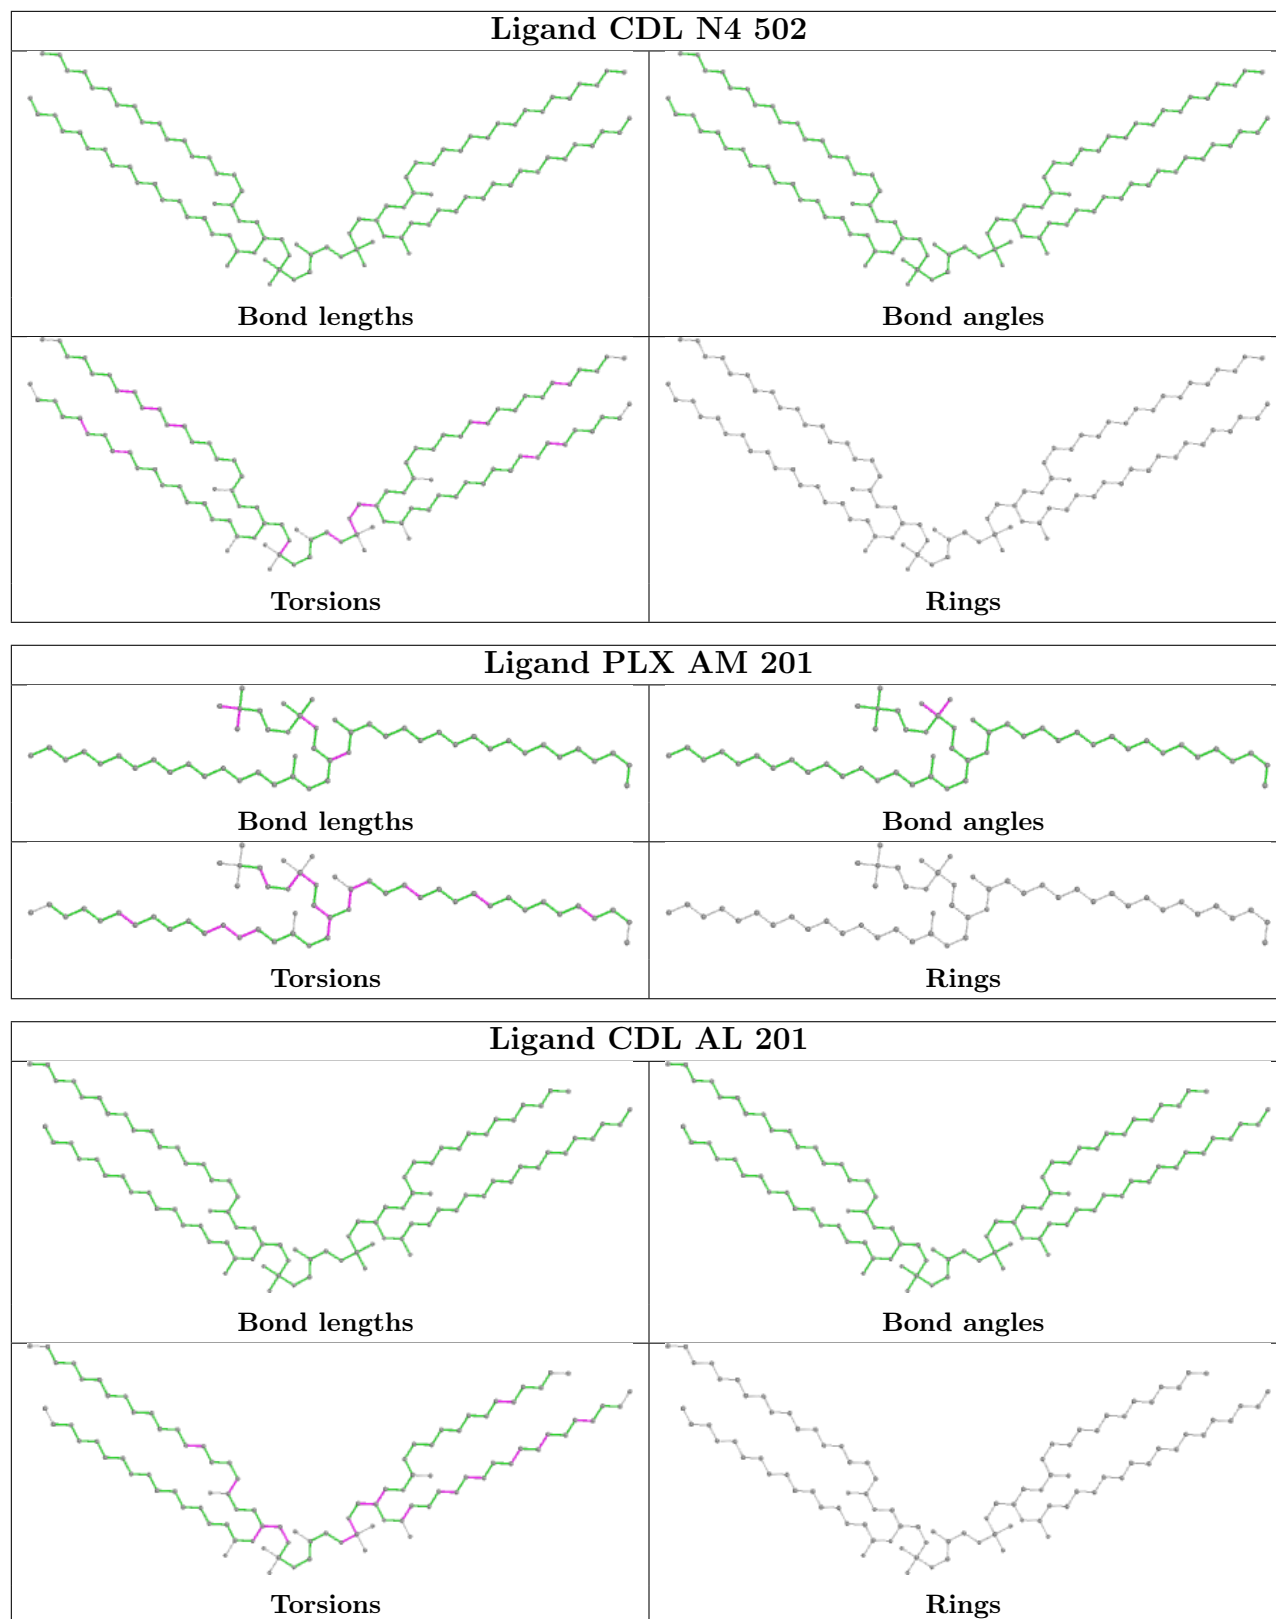 Ligand CDL N4 502
Bond lengths
Bond angles
Torsions
Rings
Ligand PLX AM 201
Bond lengths
Bond angles
Torsions
Rings
Ligand CDL AL 201
Bond lengths
Bond angles
Torsions
Rings